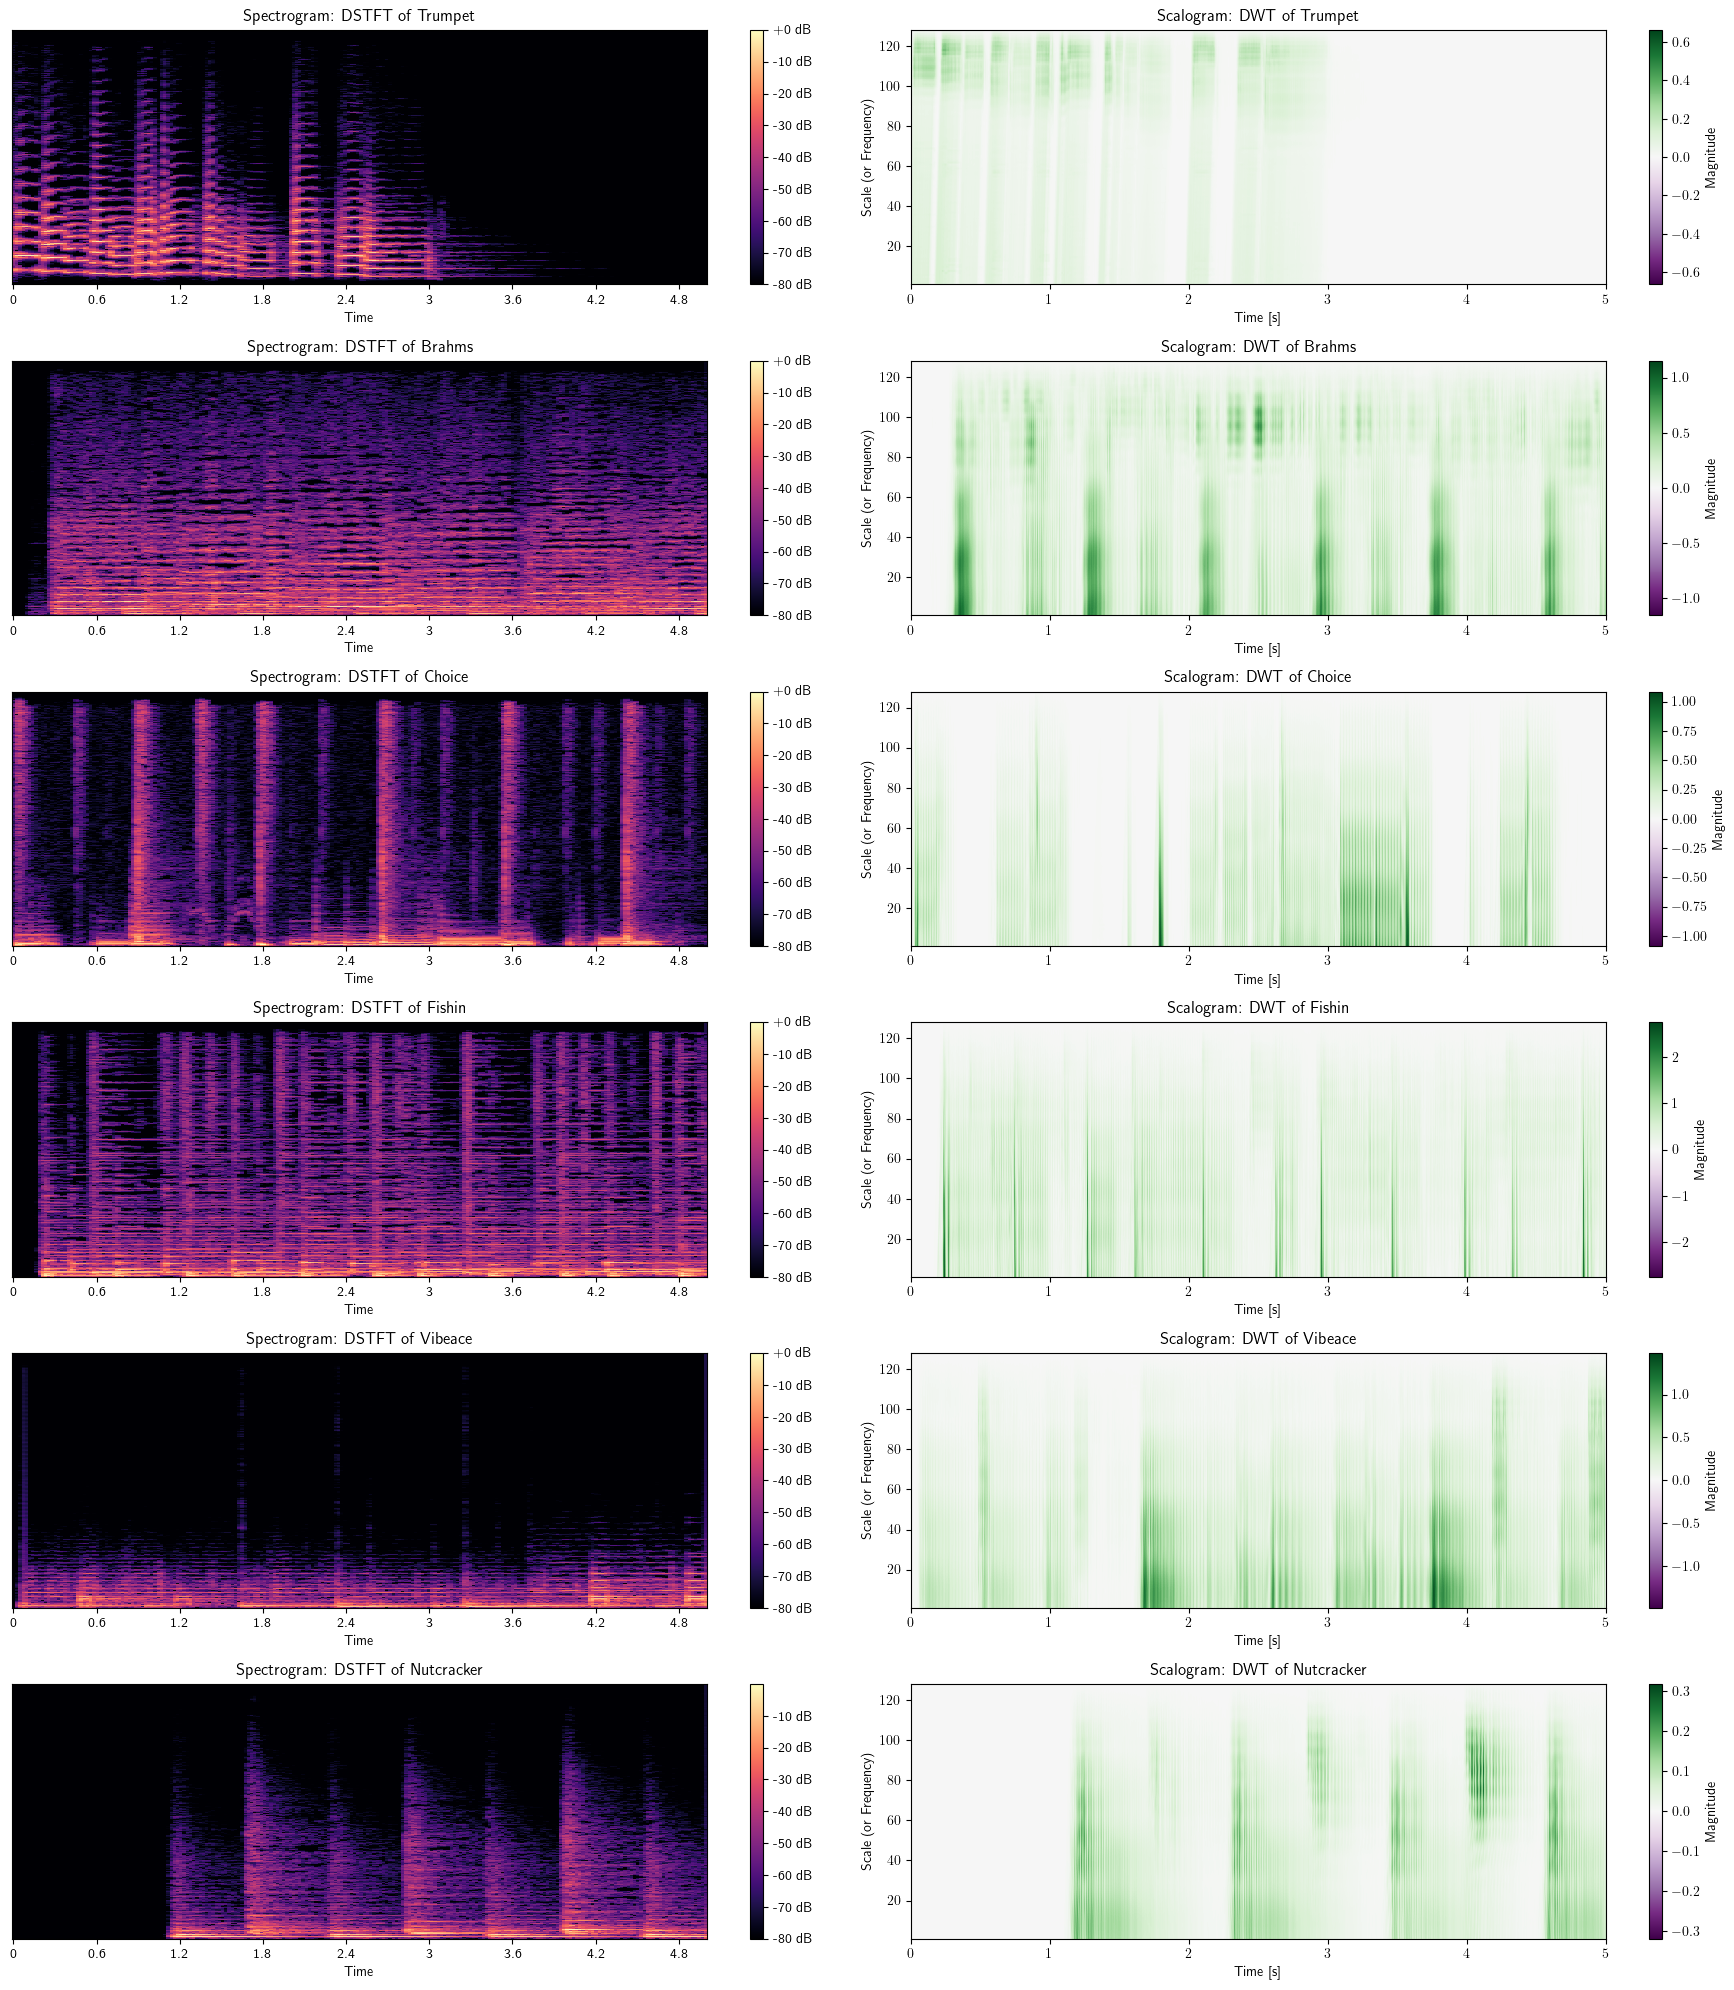 Spectrogram: DSTFT of Trumpet
+0 dB
-10 dB
-20 dB
-30 dB
-40 dB
-50 dB
-60 dB
-70 dB
-80 dB
0 0.6 1.2 1.8 2.4 3 3.6 4.2 4.8
Time
Scalogram: DWT of Trumpet
Scale (or Frequency)
120
100
80
60
40
20
0 1 2 3 4 5
Time [s]
0.6
0.4
0.2
0.0
−0.2
−0.4
−0.6
Magnitude
Spectrogram: DSTFT of Brahms
+0 dB
-10 dB
-20 dB
-30 dB
-40 dB
-50 dB
-60 dB
-70 dB
-80 dB
0 0.6 1.2 1.8 2.4 3 3.6 4.2 4.8
Time
Scalogram: DWT of Brahms
Scale (or Frequency)
120
100
80
60
40
20
0 1 2 3 4 5
Time [s]
1.0
0.5
0.0
−0.5
−1.0
Magnitude
Spectrogram: DSTFT of Choice
+0 dB
-10 dB
-20 dB
-30 dB
-40 dB
-50 dB
-60 dB
-70 dB
-80 dB
0 0.6 1.2 1.8 2.4 3 3.6 4.2 4.8
Time
Scalogram: DWT of Choice
Scale (or Frequency)
120
100
80
60
40
20
0 1 2 3 4 5
Time [s]
1.00
0.75
0.50
0.25
0.00
−0.25
−0.50
−0.75
−1.00
Magnitude
Spectrogram: DSTFT of Fishin
+0 dB
-10 dB
-20 dB
-30 dB
-40 dB
-50 dB
-60 dB
-70 dB
-80 dB
0 0.6 1.2 1.8 2.4 3 3.6 4.2 4.8
Time
Scalogram: DWT of Fishin
Scale (or Frequency)
120
100
80
60
40
20
0 1 2 3 4 5
Time [s]
2
1
0
−1
−2
Magnitude
Spectrogram: DSTFT of Vibeace
+0 dB
-10 dB
-20 dB
-30 dB
-40 dB
-50 dB
-60 dB
-70 dB
-80 dB
0 0.6 1.2 1.8 2.4 3 3.6 4.2 4.8
Time
Scalogram: DWT of Vibeace
Scale (or Frequency)
120
100
80
60
40
20
0 1 2 3 4 5
Time [s]
1.0
0.5
0.0
−0.5
−1.0
Magnitude
Spectrogram: DSTFT of Nutcracker
-10 dB
-20 dB
-30 dB
-40 dB
-50 dB
-60 dB
-70 dB
-80 dB
0 0.6 1.2 1.8 2.4 3 3.6 4.2 4.8
Time
Scalogram: DWT of Nutcracker
Scale (or Frequency)
120
100
80
60
40
20
0 1 2 3 4 5
Time [s]
0.3
0.2
0.1
0.0
−0.1
−0.2
−0.3
Magnitude